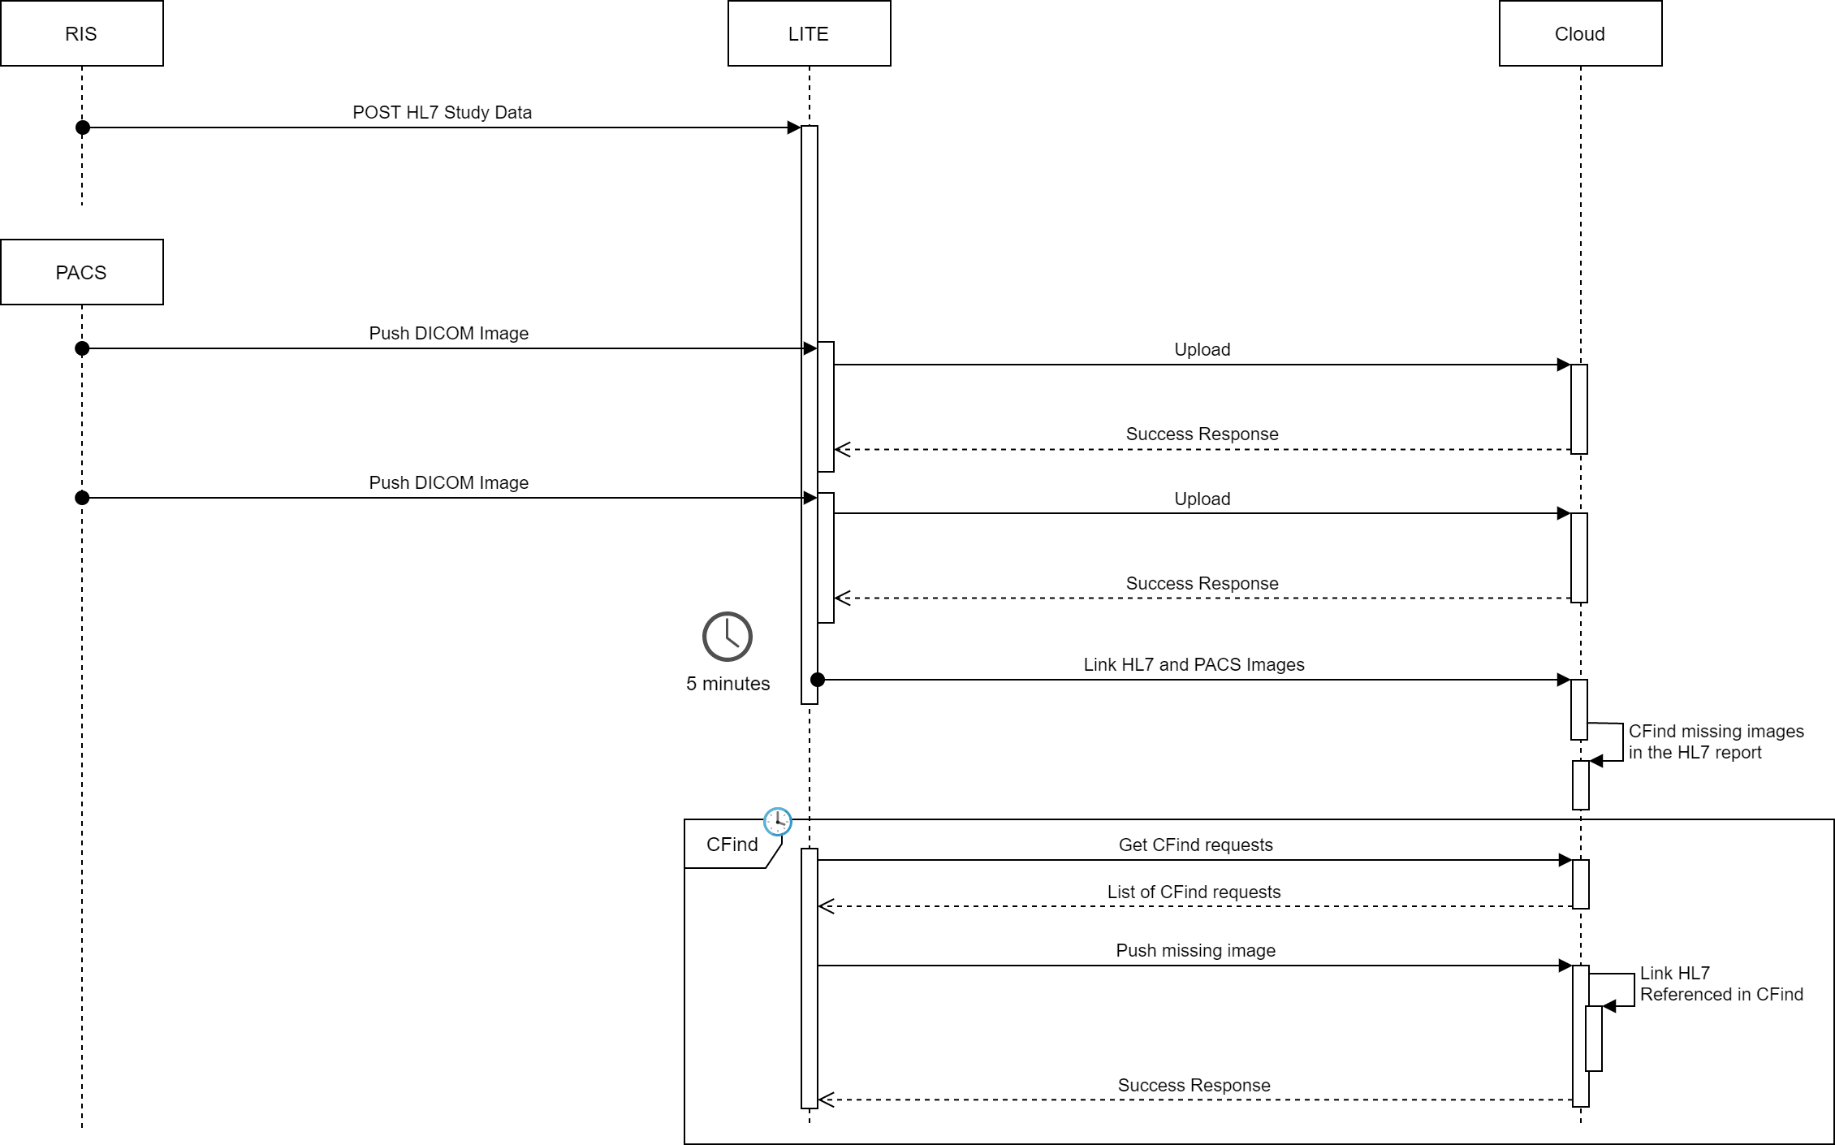 RIS
LITE
Cloud
POST HL7 Study Data
PACS
Push DICOM Image
Upload
Success Response
Push DICOM Image
Upload
Success Response
5 minutes
Link HL7 and PACS Images
CFind missing images
in the HL7 report
CFind
Get CFind requests
List of CFind requests
Push missing image
Link HL7
Referenced in CFind
Success Response